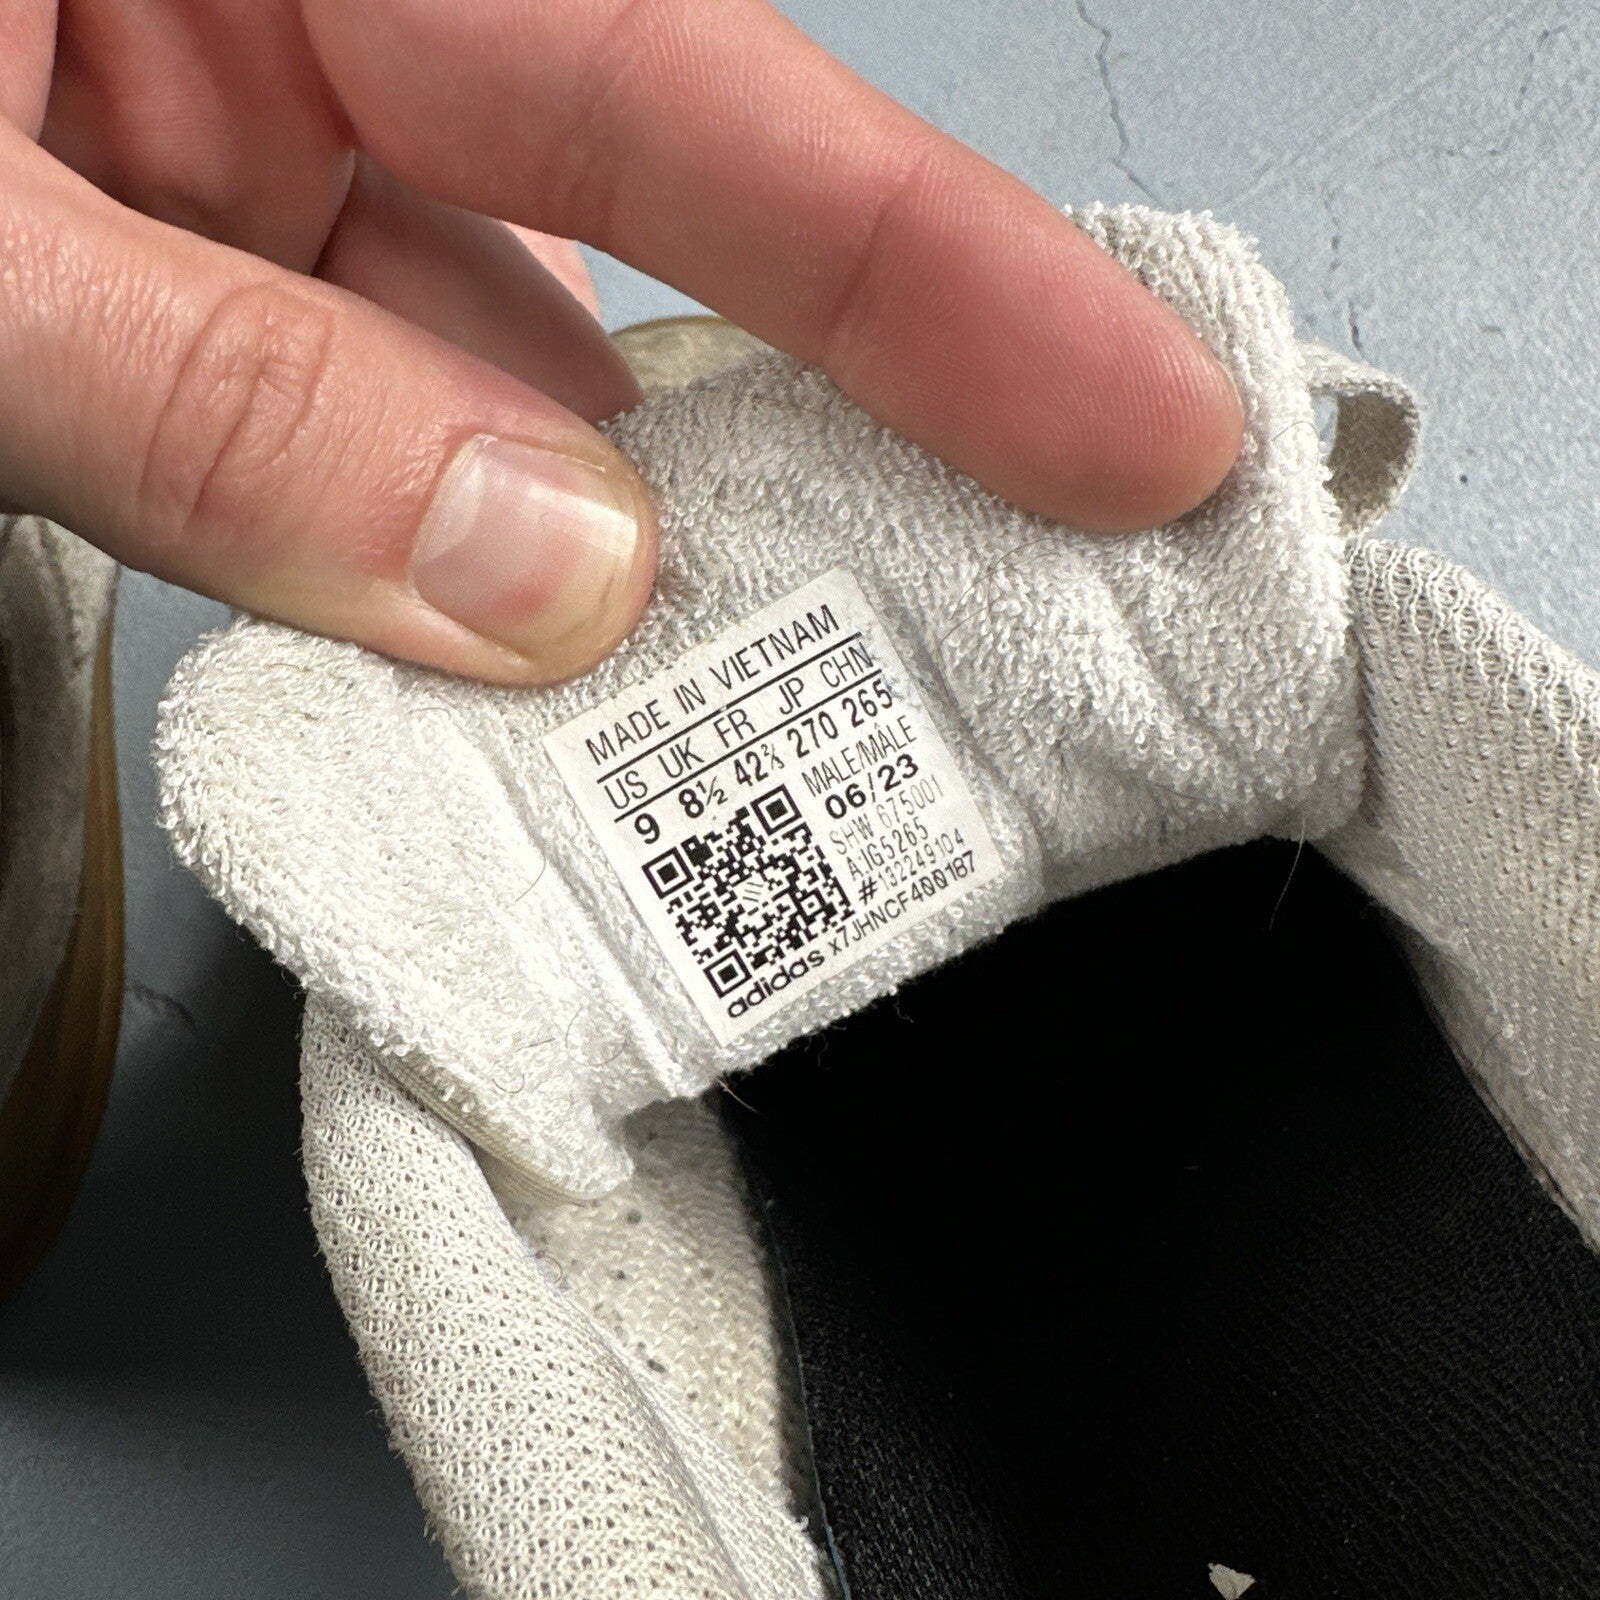 MADE IN VIETNAM
US UK FR JP CHN
9 8½ 42⅔ 270 265
MALE/MÂLE
06/23
SHW 675001
A:IG5265
#132249104
adidas x7JHNCF400187